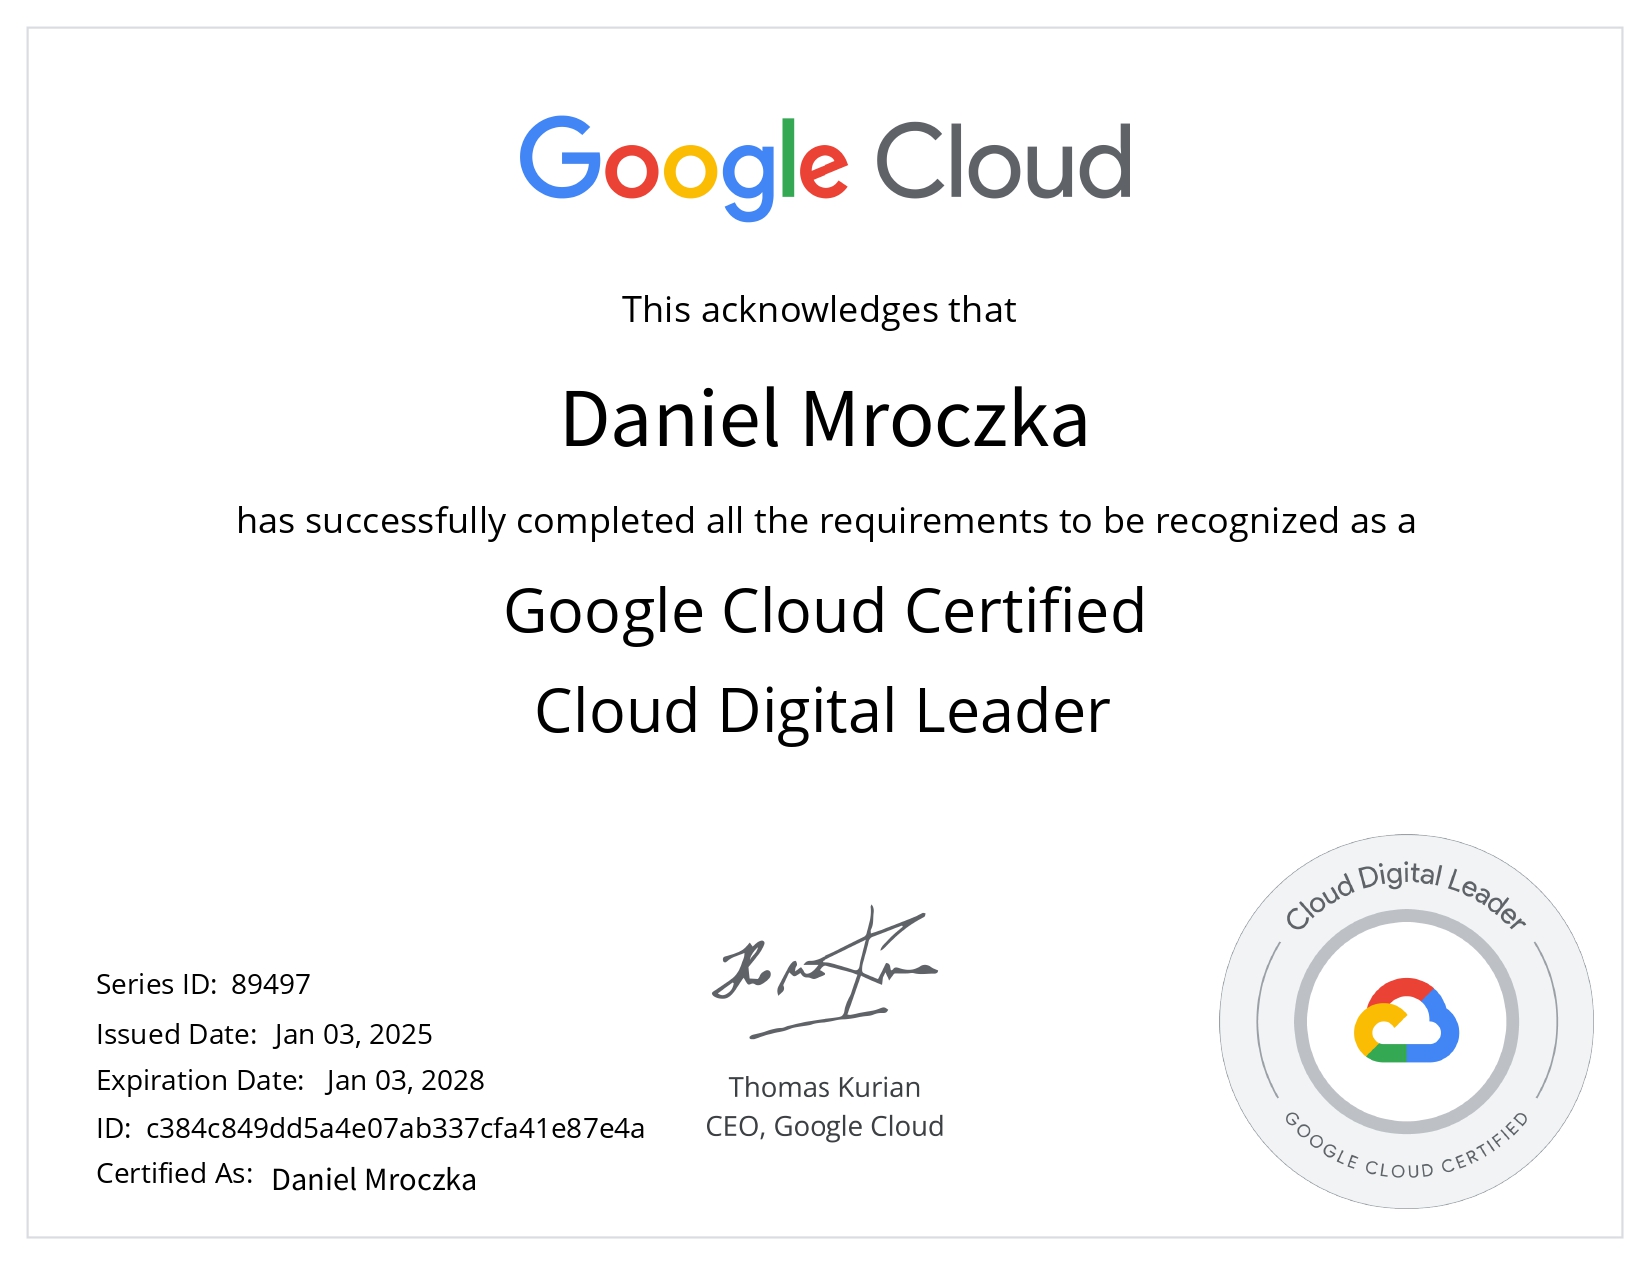 Google Cloud
This acknowledges that
Daniel Mroczka
has successfully completed all the requirements to be recognized as a
Google Cloud Certified
Cloud Digital Leader
Series ID: 89497
Issued Date: Jan 03, 2025
Expiration Date: Jan 03, 2028
ID: c384c849dd5a4e07ab337cfa41e87e4a
Certified As: Daniel Mroczka
Thomas Kurian
CEO, Google Cloud
Cloud Digital Leader
GOOGLE CLOUD CERTIFIED